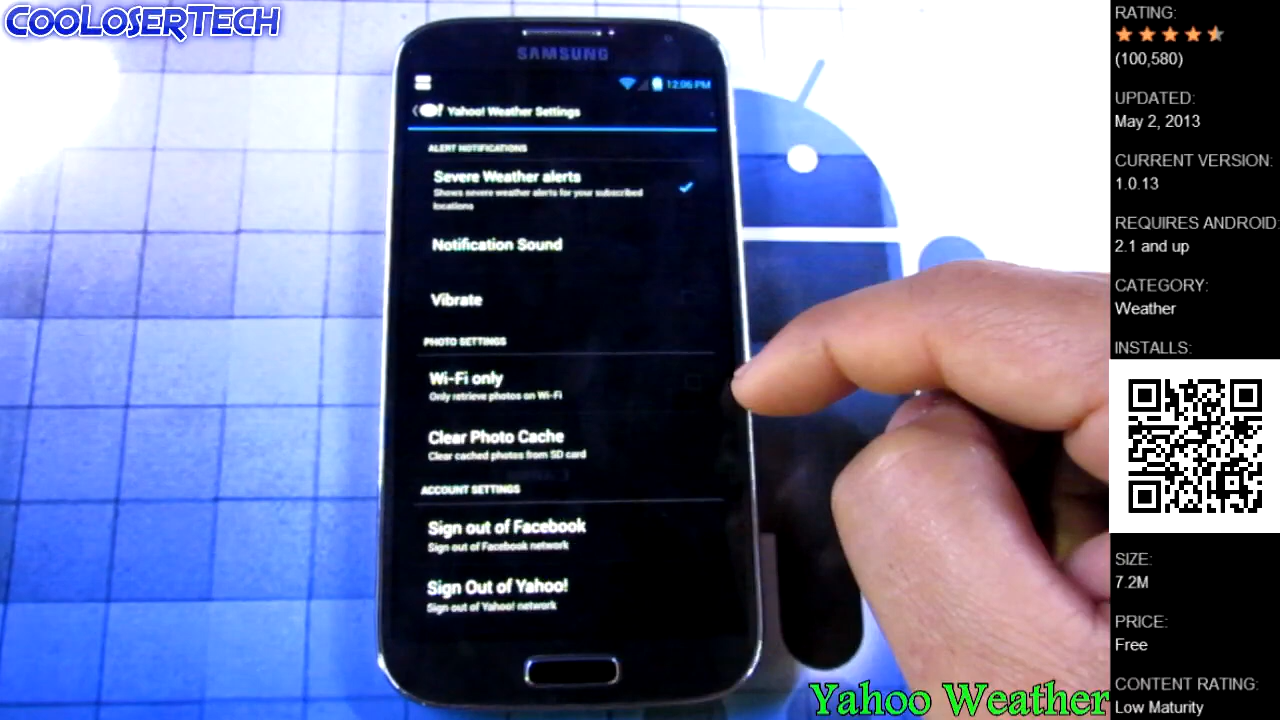 COOLOSERTECH
SAMSUNG
12:06 PM
Yahoo! Weather Settings
ALERT NOTIFICATIONS
Severe Weather alerts
Shows severe weather alerts for your subscribed
locations
Notification Sound
Vibrate
PHOTO SETTINGS
Wi-Fi only
Only retrieve photos on Wi-Fi
Clear Photo Cache
Clear cached photos from SD card
ACCOUNT SETTINGS
Sign out of Facebook
Sign out of Facebook network
Sign Out of Yahoo!
Sign out of Yahoo! network
RATING:
(100,580)
UPDATED:
May 2, 2013
CURRENT VERSION:
1.0.13
REQUIRES ANDROID:
2.1 and up
CATEGORY:
Weather
INSTALLS:
SIZE:
7.2M
PRICE:
Free
CONTENT RATING:
Low Maturity
Yahoo Weather